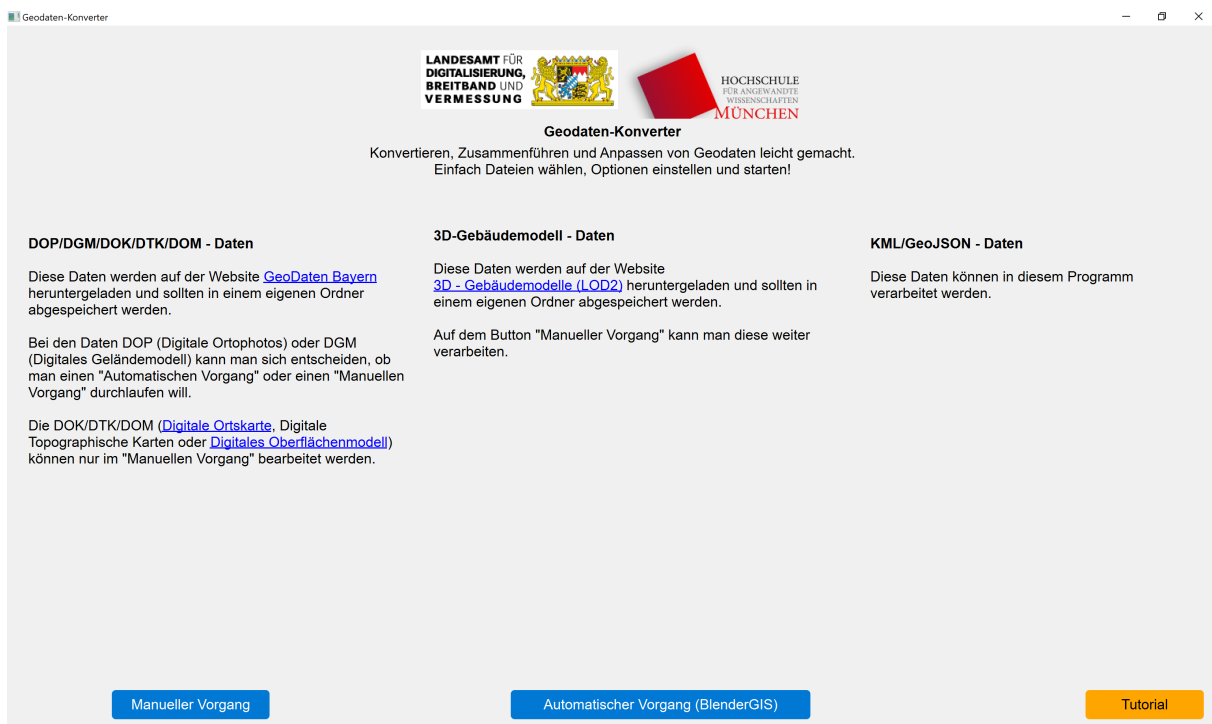 Geodaten-Konverter
LANDESAMT FÜR
DIGITALISIERUNG,
BREITBAND UND
VERMESSUNG
HOCHSCHULE
FÜR ANGEWANDTE
WISSENSCHAFTEN
MÜNCHEN
Geodaten-Konverter
Konvertieren, Zusammenführen und Anpassen von Geodaten leicht gemacht.
Einfach Dateien wählen, Optionen einstellen und starten!
DOP/DGM/DOK/DTK/DOM - Daten
Diese Daten werden auf der Website GeoDaten Bayern
heruntergeladen und sollten in einem eigenen Ordner
abgespeichert werden.
Bei den Daten DOP (Digitale Ortophotos) oder DGM
(Digitales Geländemodell) kann man sich entscheiden, ob
man einen "Automatischen Vorgang" oder einen "Manuellen
Vorgang" durchlaufen will.
Die DOK/DTK/DOM (Digitale Ortskarte, Digitale
Topographische Karten oder Digitales Oberflächenmodell)
können nur im "Manuellen Vorgang" bearbeitet werden.
3D-Gebäudemodell - Daten
Diese Daten werden auf der Website
3D - Gebäudemodelle (LOD2) heruntergeladen und sollten in
einem eigenen Ordner abgespeichert werden.
Auf dem Button "Manueller Vorgang" kann man diese weiter
verarbeiten.
KML/GeoJSON - Daten
Diese Daten können in diesem Programm
verarbeitet werden.
Manueller Vorgang
Automatischer Vorgang (BlenderGIS)
Tutorial